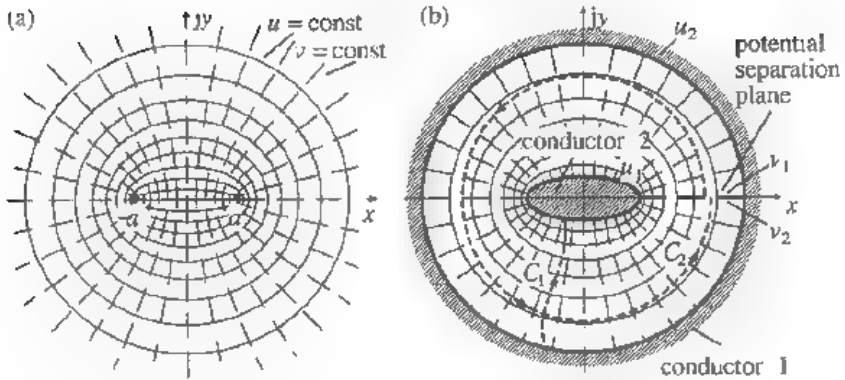 (a)
jy
u = const
v = const
-a
a
x
(b)
jy
u₂
potential
separation
plane
conductor 2
u₁
v₁
x
v₂
C₁
C₂
conductor 1